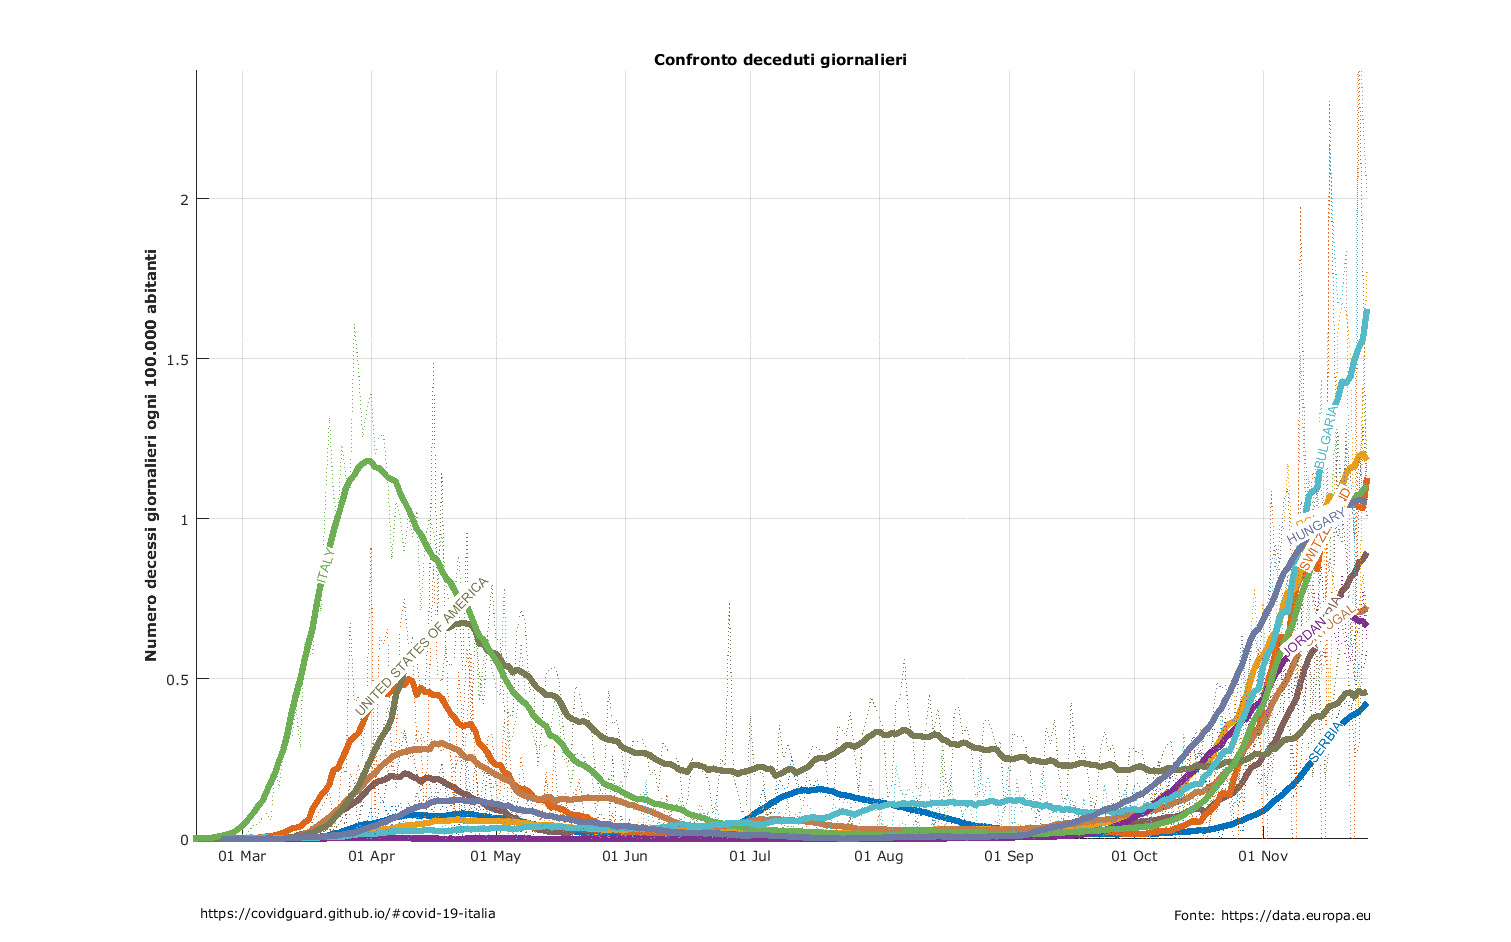 Confronto deceduti giornalieri
Numero decessi giornalieri ogni 100.000 abitanti
2
1.5
1
0.5
0
ITALY
UNITED STATES OF AMERICA
BULGARIA
HUNGARY
JORDAN
SERBIA
01 Mar
01 Apr
01 May
01 Jun
01 Jul
01 Aug
01 Sep
01 Oct
01 Nov
https://covidguard.github.io/#covid-19-italia
Fonte: https://data.europa.eu